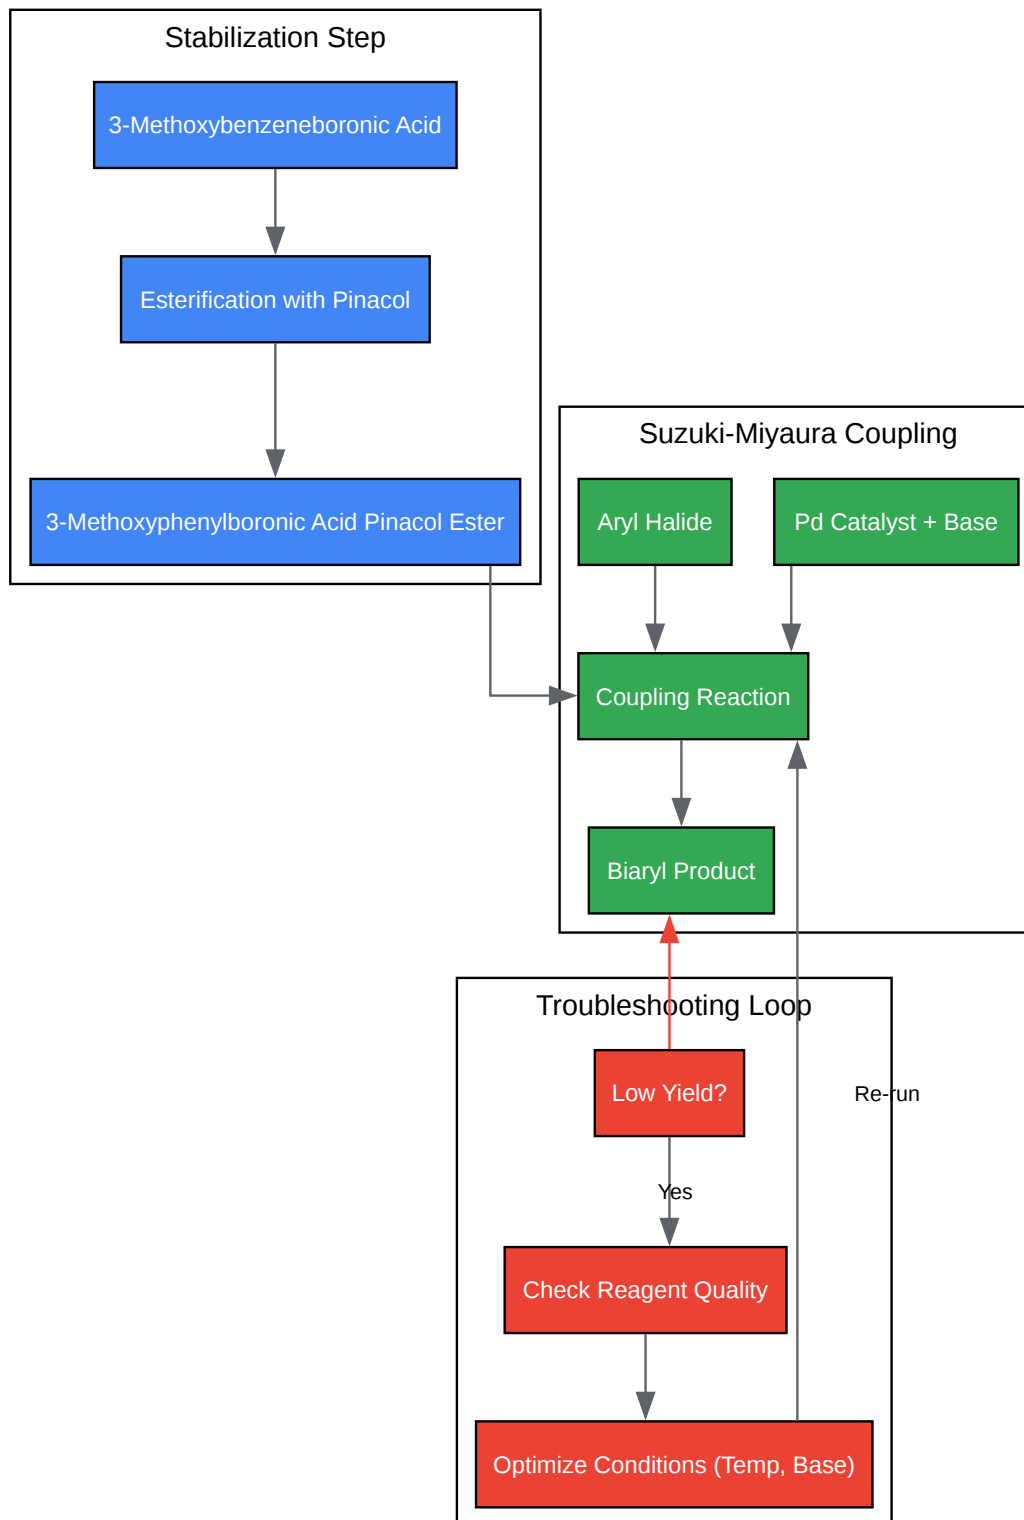 Stabilization Step
3-Methoxybenzeneboronic Acid
Esterification with Pinacol
3-Methoxyphenylboronic Acid Pinacol Ester
Suzuki-Miyaura Coupling
Aryl Halide
Pd Catalyst + Base
Coupling Reaction
Biaryl Product
Troubleshooting Loop
Low Yield?
Re-run
Yes
Check Reagent Quality
Optimize Conditions (Temp, Base)